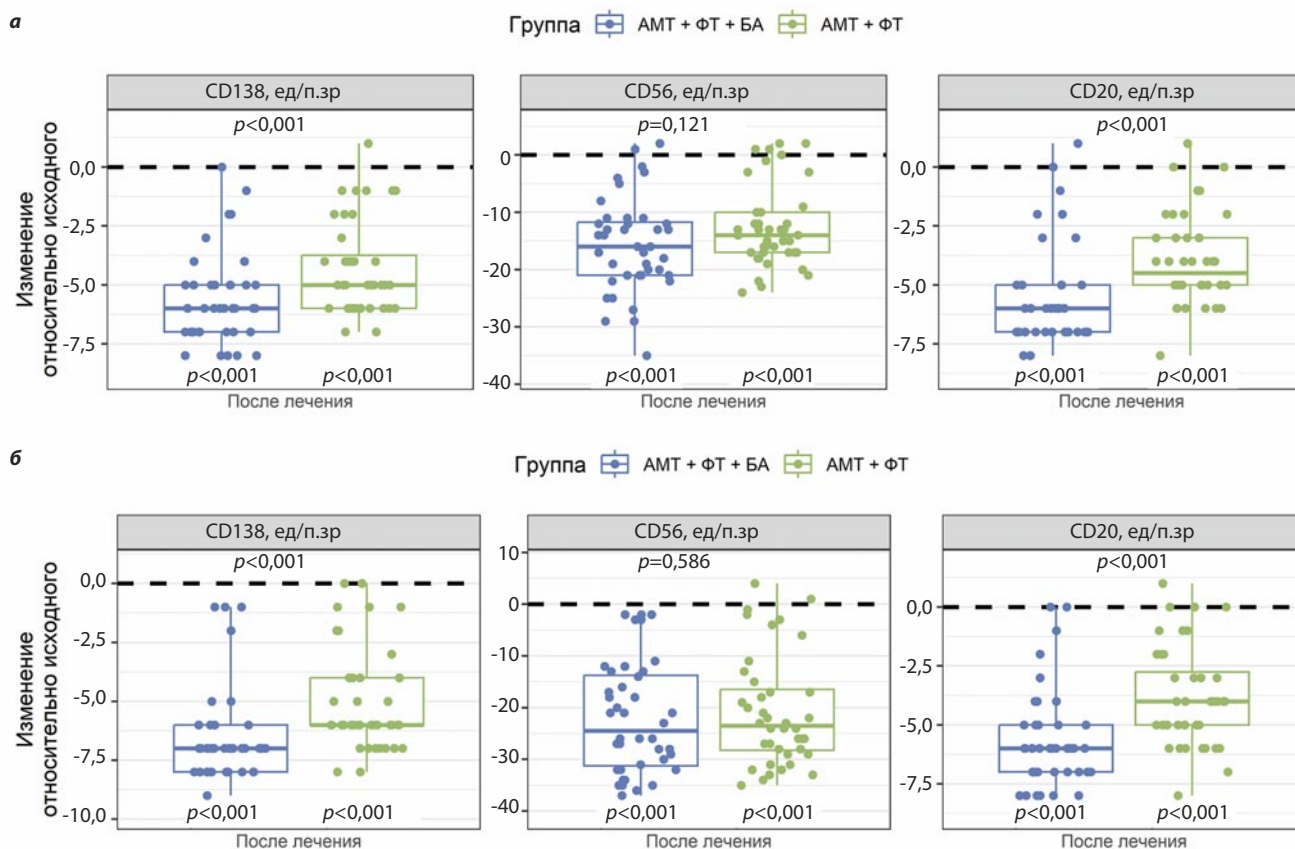 а
Группа АМТ + ФТ + БА АМТ + ФТ
CD138, ед/п.зр
CD56, ед/п.зр
CD20, ед/п.зр
Изменение
относительно исходного
p<0,001
0,0
-2,5
-5,0
-7,5
p<0,001 p<0,001
После лечения
p=0,121
0
-10
-20
-30
-40
p<0,001 p<0,001
После лечения
p<0,001
0,0
-2,5
-5,0
-7,5
p<0,001 p<0,001
После лечения
б
Группа АМТ + ФТ + БА АМТ + ФТ
CD138, ед/п.зр
CD56, ед/п.зр
CD20, ед/п.зр
Изменение
относительно исходного
p<0,001
0,0
-2,5
-5,0
-7,5
-10,0
p<0,001 p<0,001
После лечения
p=0,586
10
0
-10
-20
-30
-40
p<0,001 p<0,001
После лечения
p<0,001
0,0
-2,5
-5,0
-7,5
p<0,001 p<0,001
После лечения